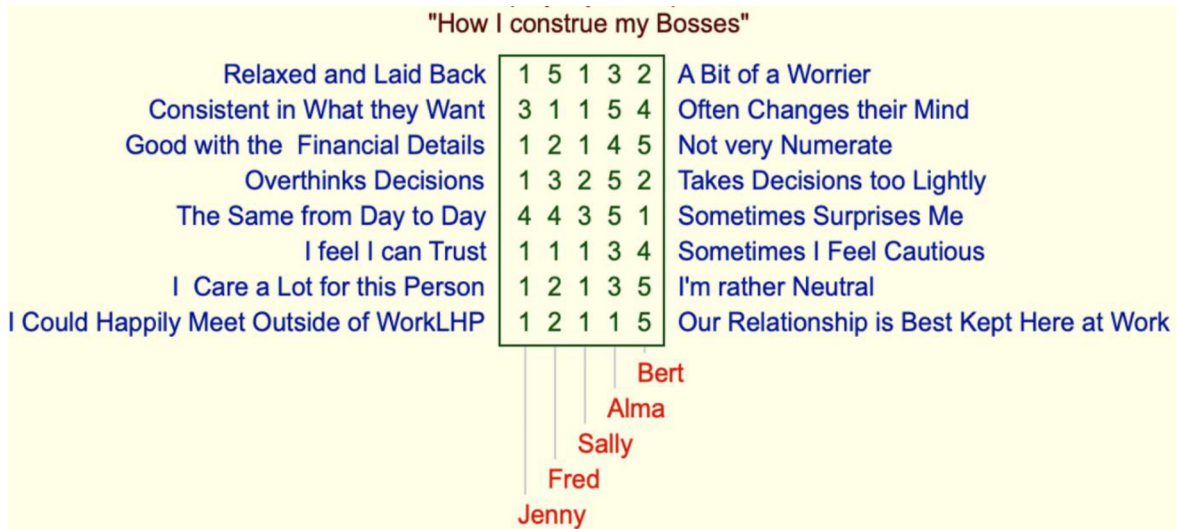 "How I construe my Bosses"
Relaxed and Laid Back 1 5 1 3 2 A Bit of a Worrier
Consistent in What they Want 3 1 1 5 4 Often Changes their Mind
Good with the Financial Details 1 2 1 4 5 Not very Numerate
Overthinks Decisions 1 3 2 5 2 Takes Decisions too Lightly
The Same from Day to Day 4 4 3 5 1 Sometimes Surprises Me
I feel I can Trust 1 1 1 3 4 Sometimes I Feel Cautious
I Care a Lot for this Person 1 2 1 3 5 I'm rather Neutral
I Could Happily Meet Outside of WorkLHP 1 2 1 1 5 Our Relationship is Best Kept Here at Work
Bert
Alma
Sally
Fred
Jenny